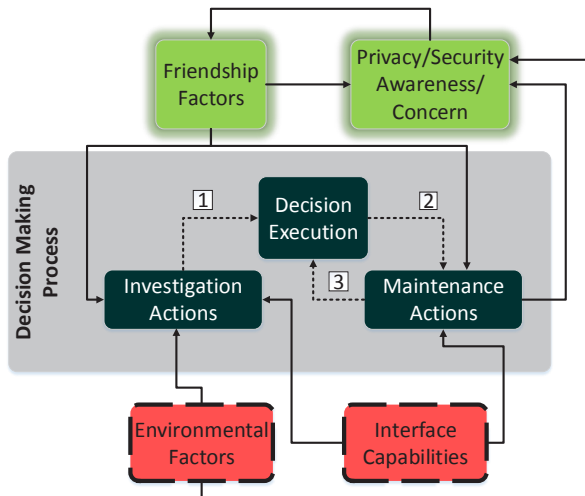 Friendship
Factors
Privacy/Security
Awareness/
Concern
Decision Making
Process
1
Decision
Execution
2
3
Investigation
Actions
Maintenance
Actions
Environmental
Factors
Interface
Capabilities